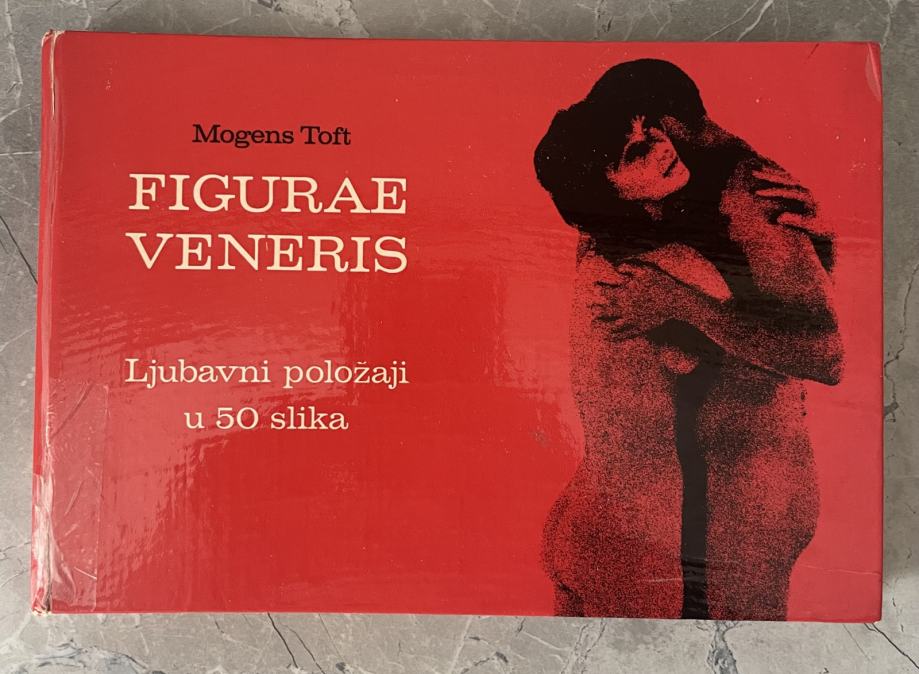 Mogens Toft
FIGURAE
VENERIS
Ljubavni položaji
u 50 slika